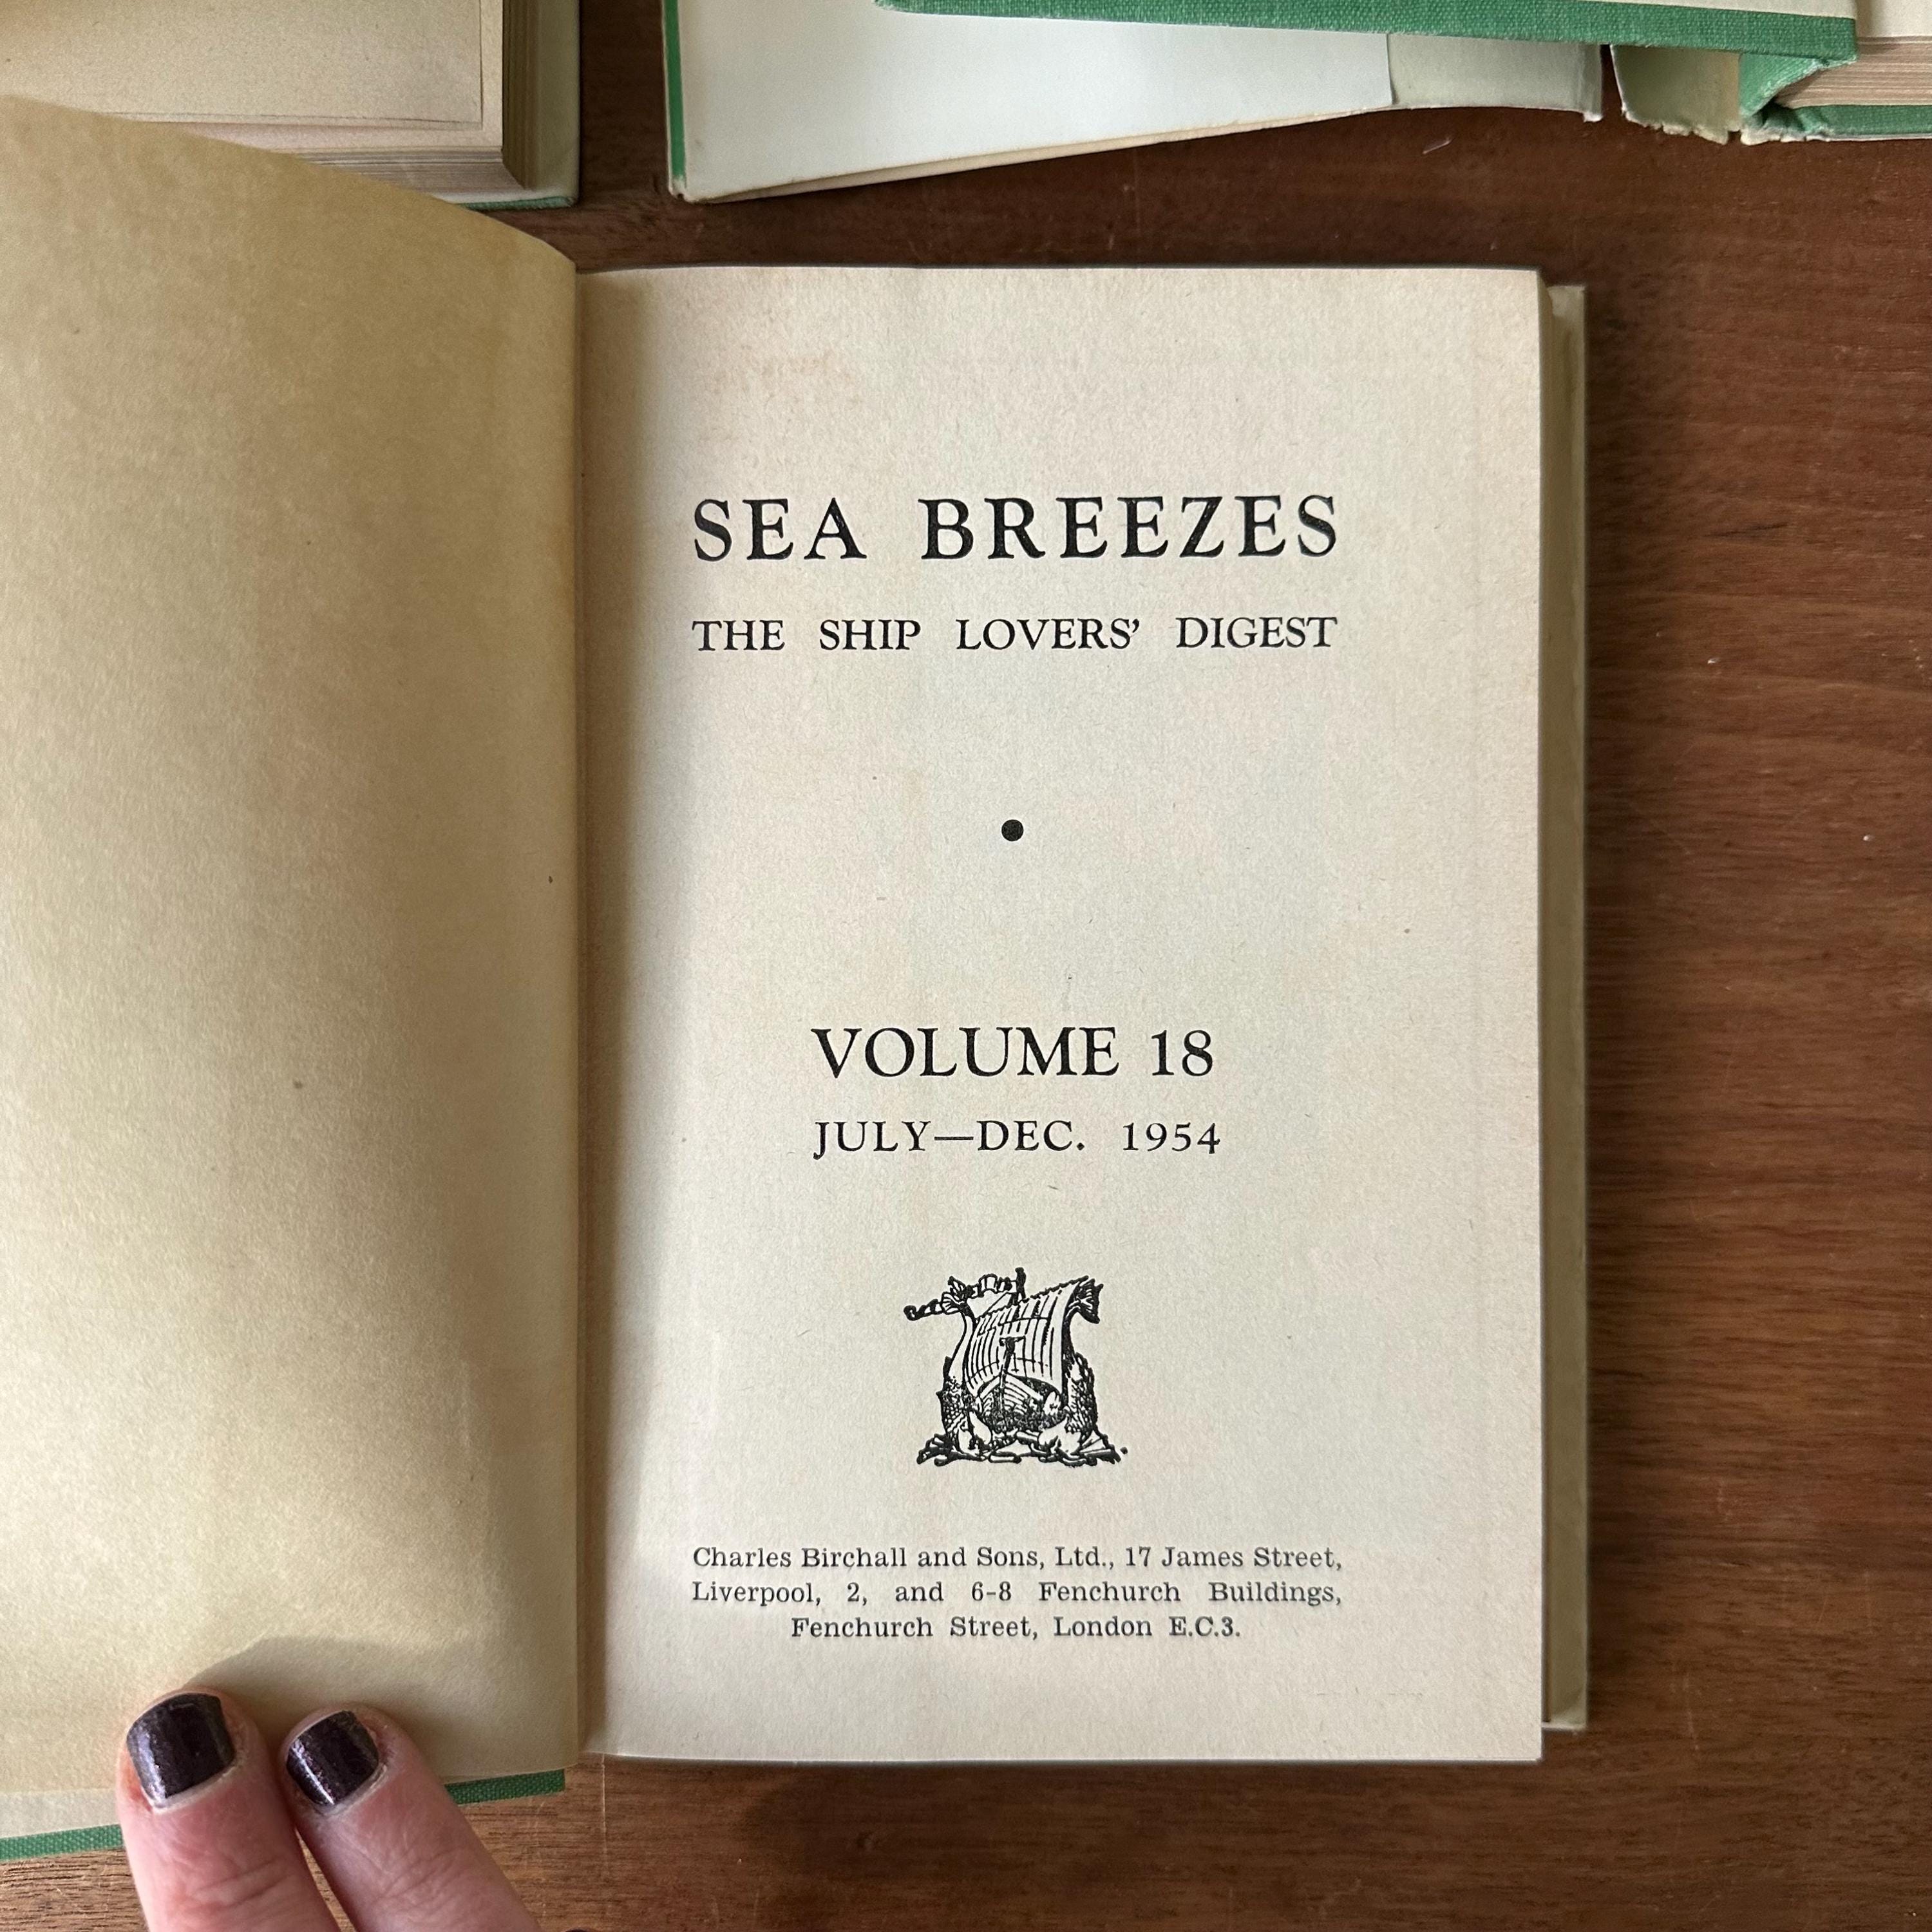 SEA BREEZES
THE SHIP LOVERS’ DIGEST
VOLUME 18
JULY—DEC. 1954
Charles Birchall and Sons, Ltd., 17 James Street,
Liverpool, 2, and 6-8 Fenchurch Buildings,
Fenchurch Street, London E.C.3.